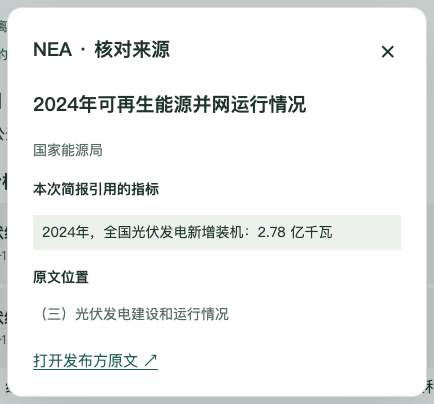 NEA · 核对来源
2024年可再生能源并网运行情况
国家能源局
本次简报引用的指标
2024年，全国光伏发电新增装机：2.78 亿千瓦
原文位置
（三）光伏发电建设和运行情况
打开发布方原文 ↗